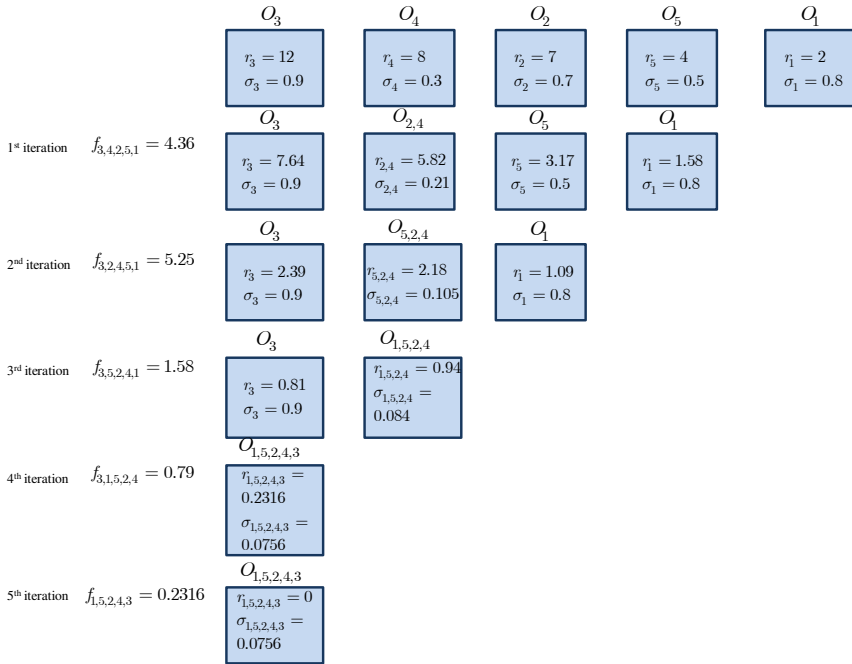 O₃ O₄ O₂ O₅ O₁
r₃ = 12 r₄ = 8 r₂ = 7 r₅ = 4 r₁ = 2
σ₃ = 0.9 σ₄ = 0.3 σ₂ = 0.7 σ₅ = 0.5 σ₁ = 0.8
O₃ O₂,₄ O₅ O₁
1ˢᵗ iteration f₃,₄,₂,₅,₁ = 4.36
r₃ = 7.64 r₂,₄ = 5.82 r₅ = 3.17 r₁ = 1.58
σ₃ = 0.9 σ₂,₄ = 0.21 σ₅ = 0.5 σ₁ = 0.8
O₃ O₅,₂,₄ O₁
2ⁿᵈ iteration f₃,₂,₄,₅,₁ = 5.25
r₃ = 2.39 r₅,₂,₄ = 2.18 r₁ = 1.09
σ₃ = 0.9 σ₅,₂,₄ = 0.105 σ₁ = 0.8
O₃ O₁,₅,₂,₄
3ʳᵈ iteration f₃,₅,₂,₄,₁ = 1.58
r₃ = 0.81 r₁,₅,₂,₄ = 0.94
σ₃ = 0.9 σ₁,₅,₂,₄ =
0.084
O₁,₅,₂,₄,₃
4ᵗʰ iteration f₃,₁,₅,₂,₄ = 0.79
r₁,₅,₂,₄,₃ =
0.2316
σ₁,₅,₂,₄,₃ =
0.0756
O₁,₅,₂,₄,₃
5ᵗʰ iteration f₁,₅,₂,₄,₃ = 0.2316
r₁,₅,₂,₄,₃ = 0
σ₁,₅,₂,₄,₃ =
0.0756